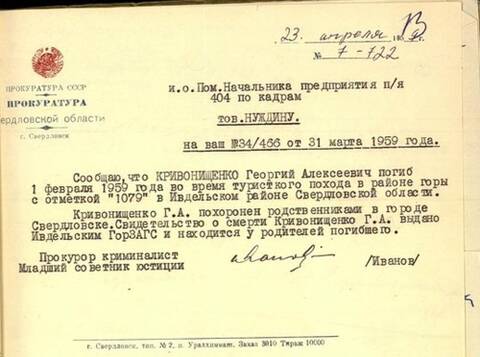 23 апреля
№ 7-722
ПРОКУРАТУРА СССР
ПРОКУРАТУРА
вердловской области
г. Свердловск
и.о.Пом.Начальника предприятия п/я
404 по кадрам
тов.НУЖДИНУ.
на ваш №34/466 от 31 марта 1959 года.
Сообщаю,что КРИВОНИЩЕНКО Георгий Алексеевич погиб
1 февраля 1959 года во время туристкого похода в районе горы
с отметкой "1079" в Ивдельском районе Свердловской области.
Кривонищенко Г.А. похоронен родственниками в городе
Свердловске.Свидетельство о смерти Кривонищенко Г.А. выдано
Ивдельским ГорЗАГС и находится у родителей погибшего.
Прокурор криминалист
Младший советник юстиции /Иванов/
г. Свердловск, тип. № 2, п. Уралхиммаш. Заказ 3010 Тираж 10000